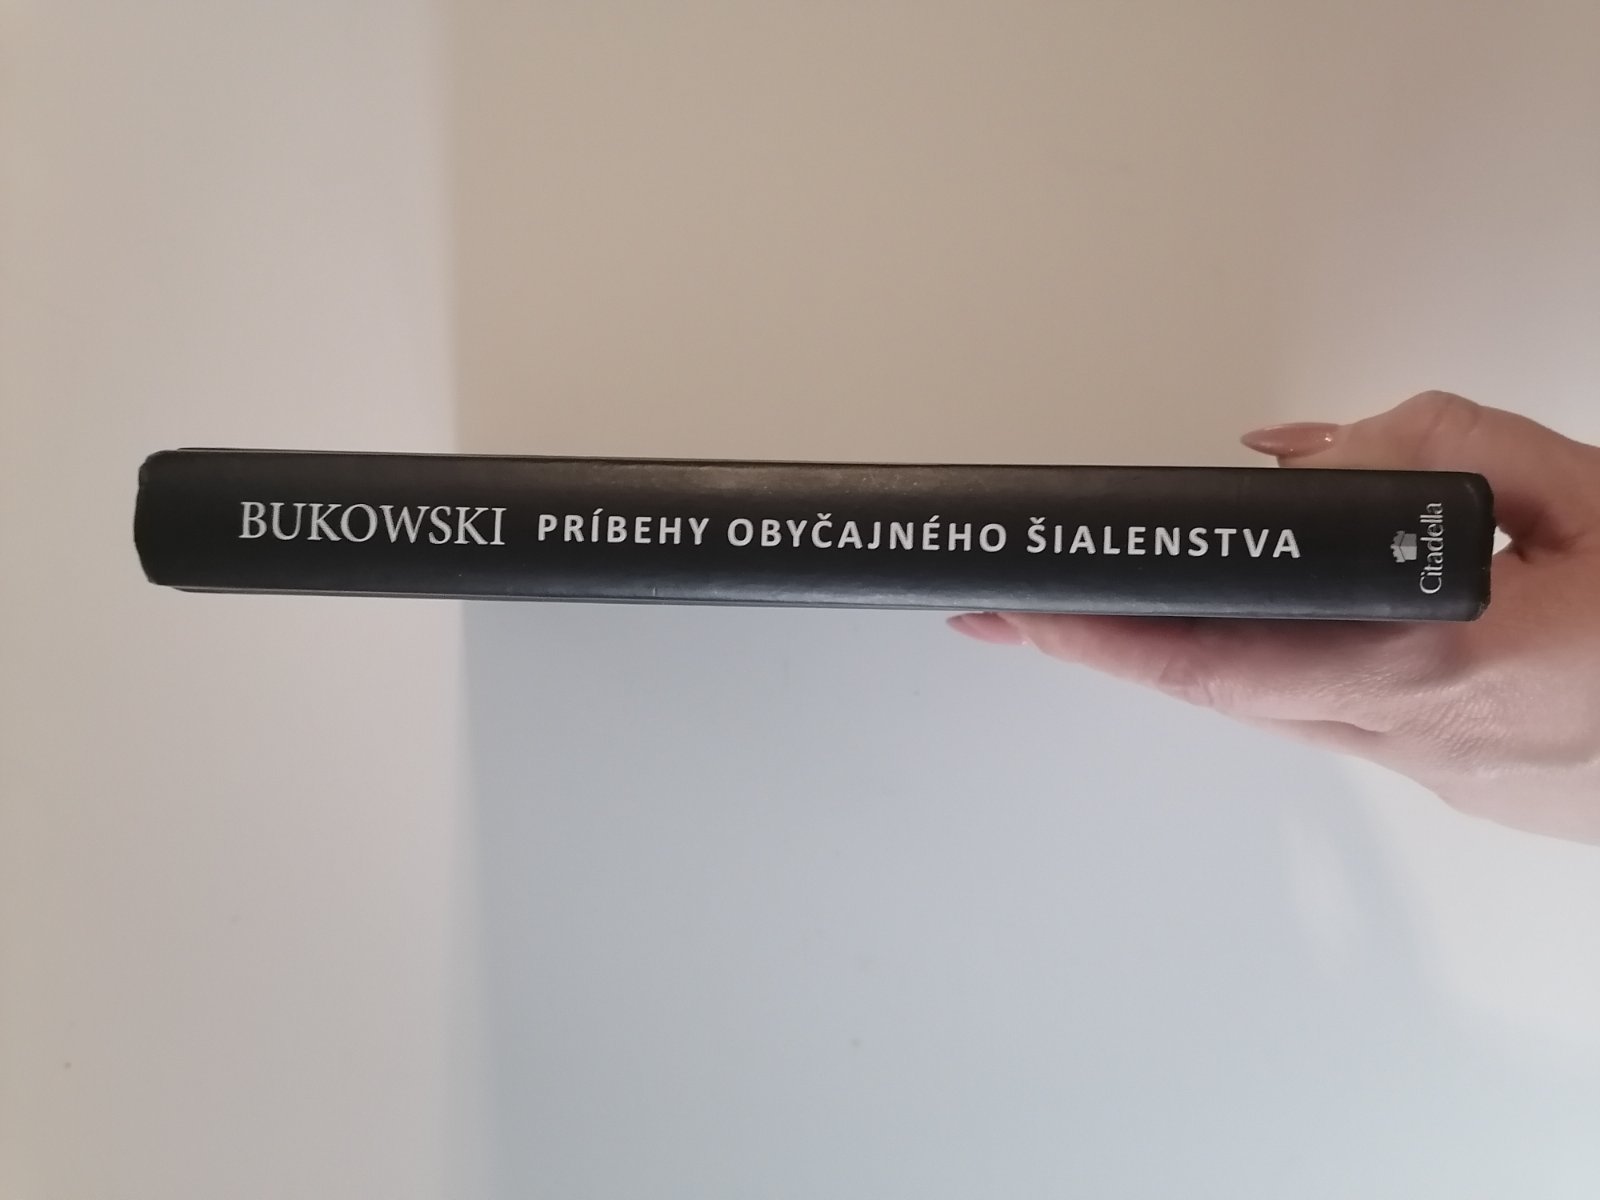 BUKOWSKI PRÍBEHY OBYČAJNÉHO ŠIALENSTVA
Citadella